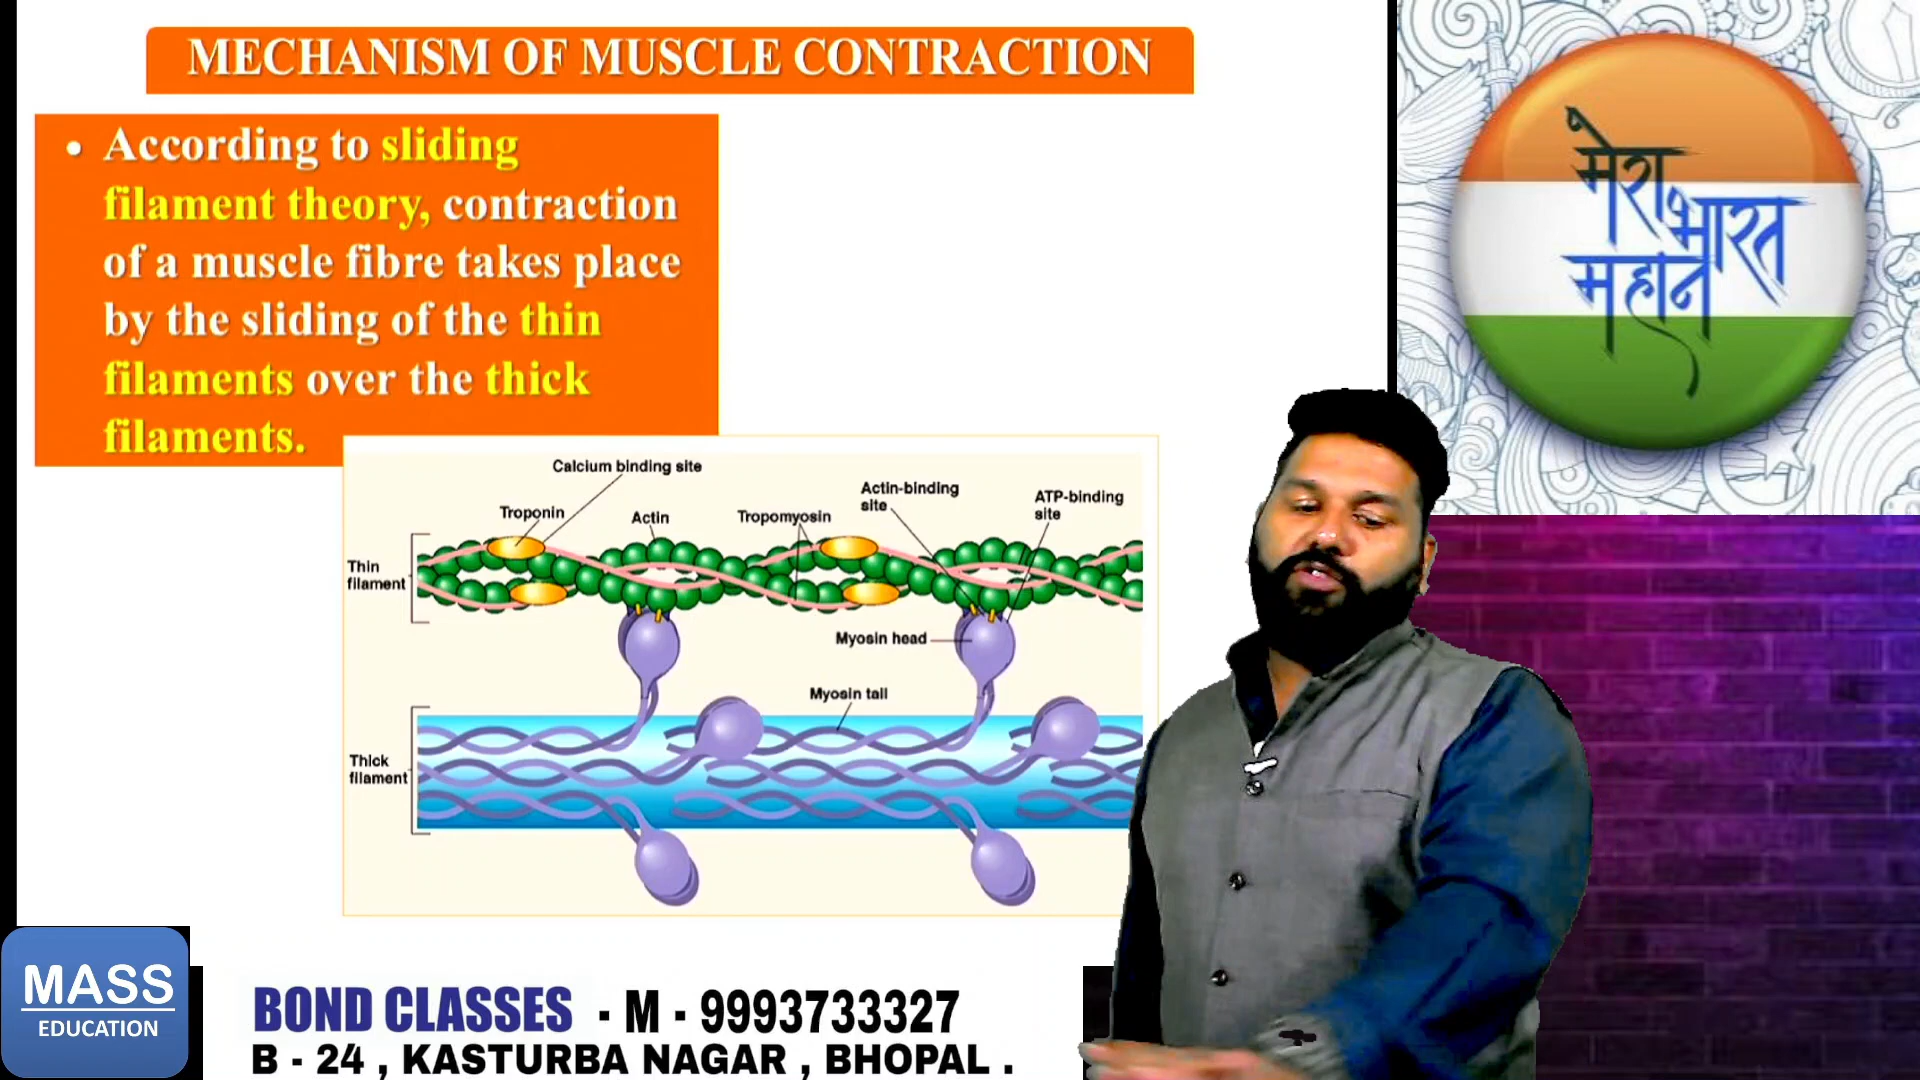 MECHANISM OF MUSCLE CONTRACTION
• According to sliding
filament theory, contraction
of a muscle fibre takes place
by the sliding of the thin
filaments over the thick
filaments.
Calcium binding site
Troponin
Actin
Tropomyosin
Actin-binding
site
ATP-binding
site
Thin
filament
Myosin head
Myosin tail
Thick
filament
मेरा
भारत
महान
MASS
EDUCATION
BOND CLASSES - M - 9993733327
B - 24 , KASTURBA NAGAR , BHOPAL .